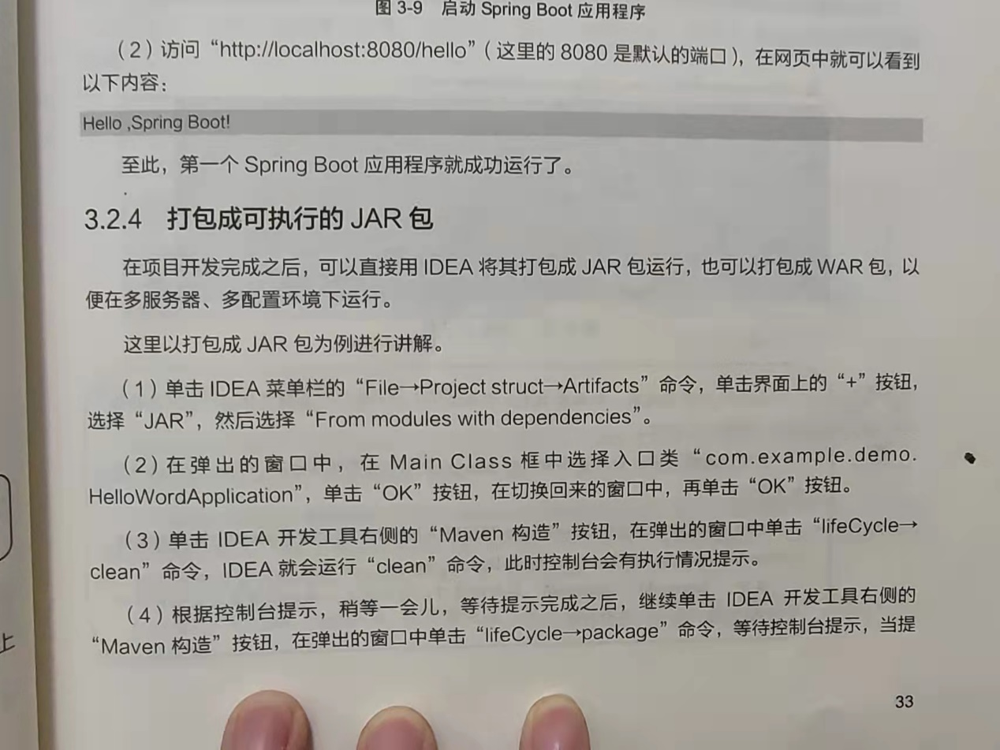 图 3-9 启动 Spring Boot 应用程序
（2）访问“http://localhost:8080/hello”（这里的 8080 是默认的端口），在网页中就可以看到
以下内容：
Hello ,Spring Boot!
至此，第一个 Spring Boot 应用程序就成功运行了。
3.2.4 打包成可执行的 JAR 包
在项目开发完成之后，可以直接用 IDEA 将其打包成 JAR 包运行，也可以打包成 WAR 包，以
便在多服务器、多配置环境下运行。
这里以打包成 JAR 包为例进行讲解。
（1）单击 IDEA 菜单栏的“File→Project struct→Artifacts”命令，单击界面上的“+”按钮，
选择“JAR”，然后选择“From modules with dependencies”。
（2）在弹出的窗口中，在 Main Class 框中选择入口类“com.example.demo.
HelloWordApplication”，单击“OK”按钮，在切换回来的窗口中，再单击“OK”按钮。
（3）单击 IDEA 开发工具右侧的“Maven 构造”按钮，在弹出的窗口中单击“lifeCycle→
clean”命令，IDEA 就会运行“clean”命令，此时控制台会有执行情况提示。
（4）根据控制台提示，稍等一会儿，等待提示完成之后，继续单击 IDEA 开发工具右侧的
“Maven 构造”按钮，在弹出的窗口中单击“lifeCycle→package”命令，等待控制台提示，当提
33
上